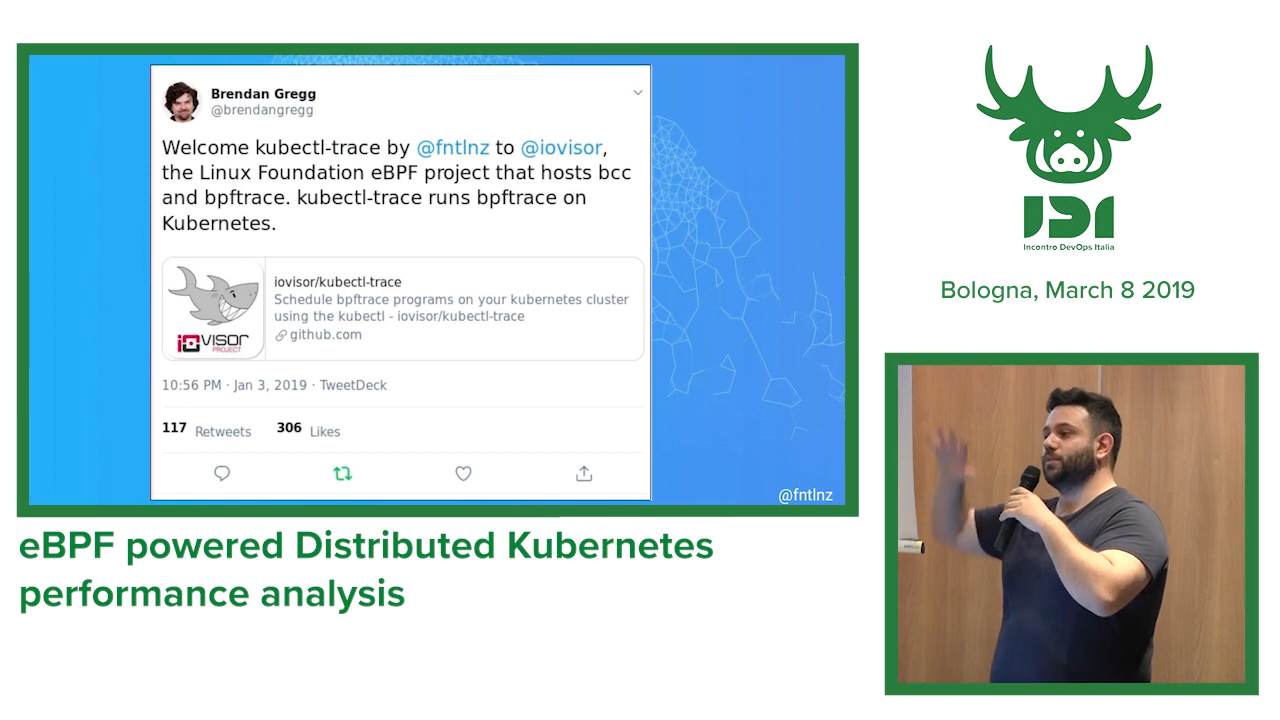 Brendan Gregg
@brendangregg
Welcome kubectl-trace by @fntlnz to @iovisor,
the Linux Foundation eBPF project that hosts bcc
and bpftrace. kubectl-trace runs bpftrace on
Kubernetes.
iovisor/kubectl-trace
Schedule bpftrace programs on your kubernetes cluster
using the kubectl - iovisor/kubectl-trace
github.com
iOVISOR
PROJECT
10:56 PM · Jan 3, 2019 · TweetDeck
117 Retweets 306 Likes
@fntlnz
eBPF powered Distributed Kubernetes
performance analysis
IDI
Incontro DevOps Italia
Bologna, March 8 2019